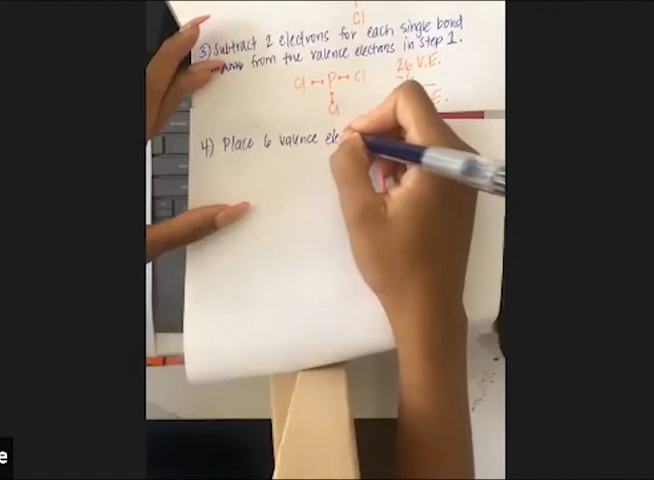 Cl
3) Subtract 2 electrons for each single bond
from the valence electrons in step 1.
26 V.E.
Cl P Cl
Cl
E.
4) Place 6 valence ele
e